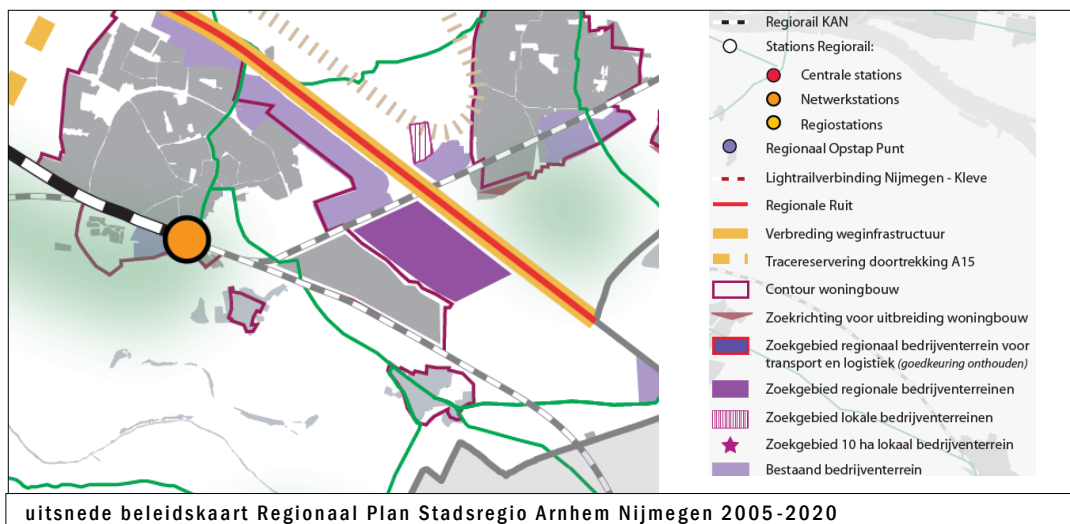 Regiorail KAN
Stations Regiorail:
Centrale stations
Netwerkstations
Regiostations
Regionaal Opstap Punt
Lightrailverbinding Nijmegen - Kleve
Regionale Ruit
Verbreding weginfrastructuur
Tracereservering doortrekking A15
Contour woningbouw
Zoekrichting voor uitbreiding woningbouw
Zoekgebied regionaal bedrijventerrein voor
transport en logistiek (goedkeuring onthouden)
Zoekgebied regionale bedrijventerreinen
Zoekgebied lokale bedrijventerreinen
Zoekgebied 10 ha lokaal bedrijventerrein
Bestaand bedrijventerrein
uitsnede beleidskaart Regionaal Plan Stadsregio Arnhem Nijmegen 2005-2020